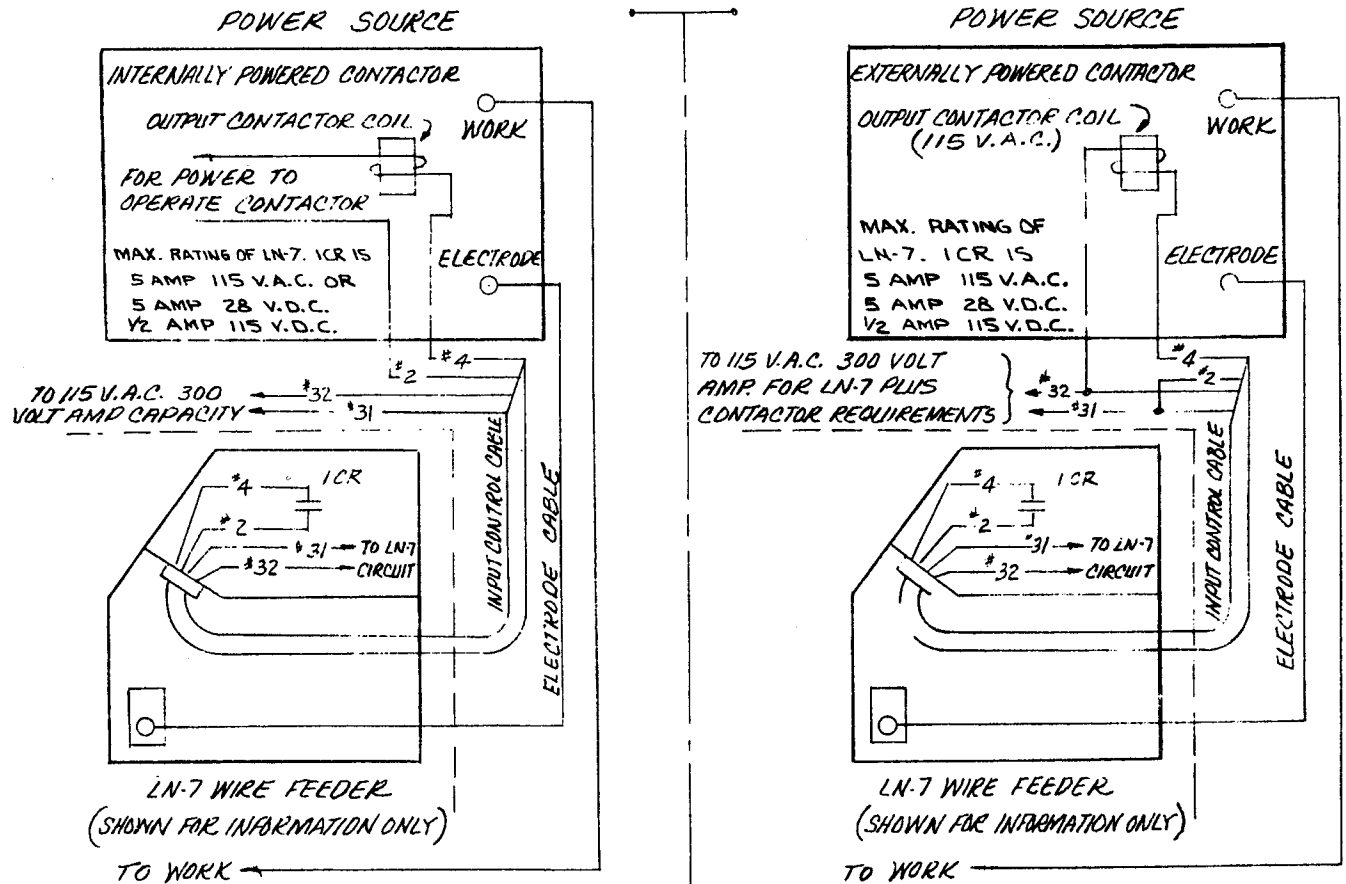 POWER SOURCE
INTERNALLY POWERED CONTACTOR
OUTPUT CONTACTOR COIL
WORK
FOR POWER TO
OPERATE CONTACTOR
MAX. RATING OF LN-7. ICR IS
5 AMP 115 V.A.C. OR
5 AMP 28 V.D.C.
1/2 AMP 115 V.D.C.
ELECTRODE
#4
#2
#32
#31
TO 115 V.A.C. 300
VOLT AMP CAPACITY
INPUT CONTROL CABLE
ELECTRODE CABLE
#4
1CR
#2
#31 TO LN-7
#32 CIRCUIT
LN-7 WIRE FEEDER
(SHOWN FOR INFORMATION ONLY)
TO WORK
POWER SOURCE
EXTERNALLY POWERED CONTACTOR
OUTPUT CONTACTOR COIL
(115 V.A.C.)
WORK
MAX. RATING OF
LN-7. ICR IS
5 AMP 115 V.A.C.
5 AMP 28 V.D.C.
1/2 AMP 115 V.D.C.
ELECTRODE
#4
#2
#32
#31
TO 115 V.A.C. 300 VOLT
AMP. FOR LN-7 PLUS
CONTACTOR REQUIREMENTS
INPUT CONTROL CABLE
ELECTRODE CABLE
#4
1CR
#2
#31 TO LN-7
#32 CIRCUIT
LN-7 WIRE FEEDER
(SHOWN FOR INFORMATION ONLY)
TO WORK